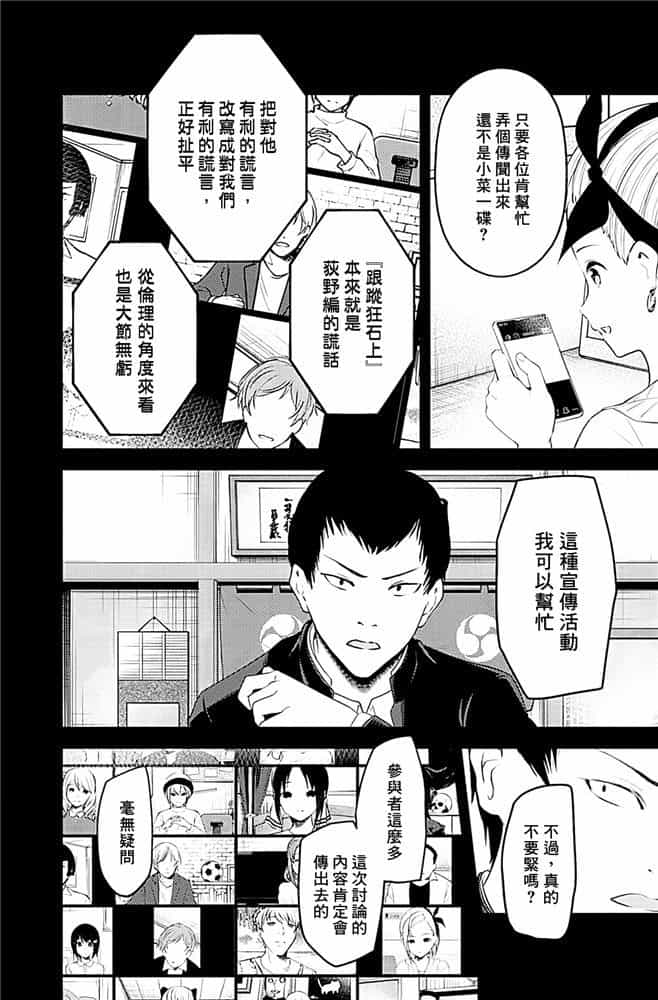 只要各位肯幫忙
弄個傳聞出來
還不是小菜一碟？
把對他
有利的謊言，
改寫成對我們
有利的謊言，
正好扯平
『跟蹤狂石上』
本來就是
荻野編的謊話
從倫理的角度來看
也是大節無虧
這種宣傳活動
我可以幫忙
不過，真的
不要緊嗎？
參與者這麼多
這次討論的
內容肯定會
傳出去的
毫無疑問